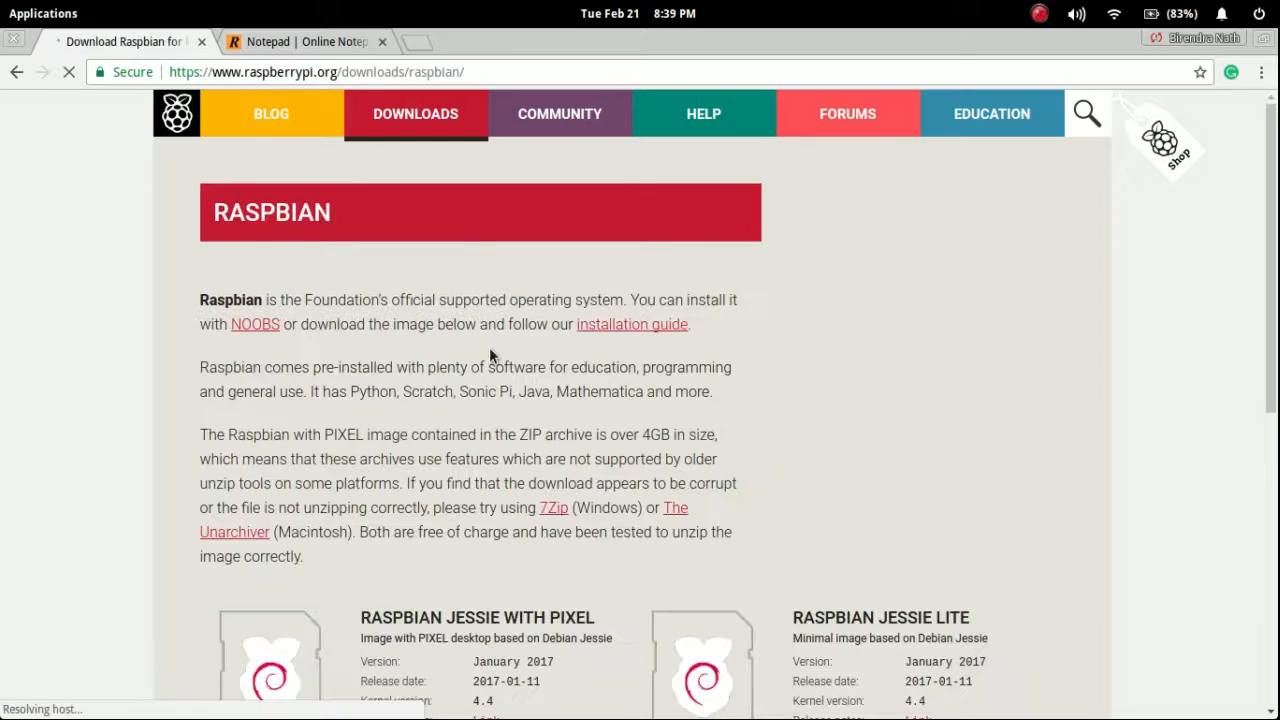 Applications
Tue Feb 21 8:39 PM
(83%)
Download Raspbian for
Notepad | Online Notep
Birendra Nath
Secure
https://www.raspberrypi.org/downloads/raspbian/
BLOG
DOWNLOADS
COMMUNITY
HELP
FORUMS
EDUCATION
Shop
RASPBIAN
Raspbian is the Foundation's official supported operating system. You can install it
with NOOBS or download the image below and follow our installation guide.
Raspbian comes pre-installed with plenty of software for education, programming
and general use. It has Python, Scratch, Sonic Pi, Java, Mathematica and more.
The Raspbian with PIXEL image contained in the ZIP archive is over 4GB in size,
which means that these archives use features which are not supported by older
unzip tools on some platforms. If you find that the download appears to be corrupt
or the file is not unzipping correctly, please try using 7Zip (Windows) or The
Unarchiver (Macintosh). Both are free of charge and have been tested to unzip the
image correctly.
RASPBIAN JESSIE WITH PIXEL
Image with PIXEL desktop based on Debian Jessie
Version: January 2017
Release date: 2017-01-11
Kernel version: 4.4
RASPBIAN JESSIE LITE
Minimal image based on Debian Jessie
Version: January 2017
Release date: 2017-01-11
Kernel version: 4.4
Release notes: Link
Resolving host...